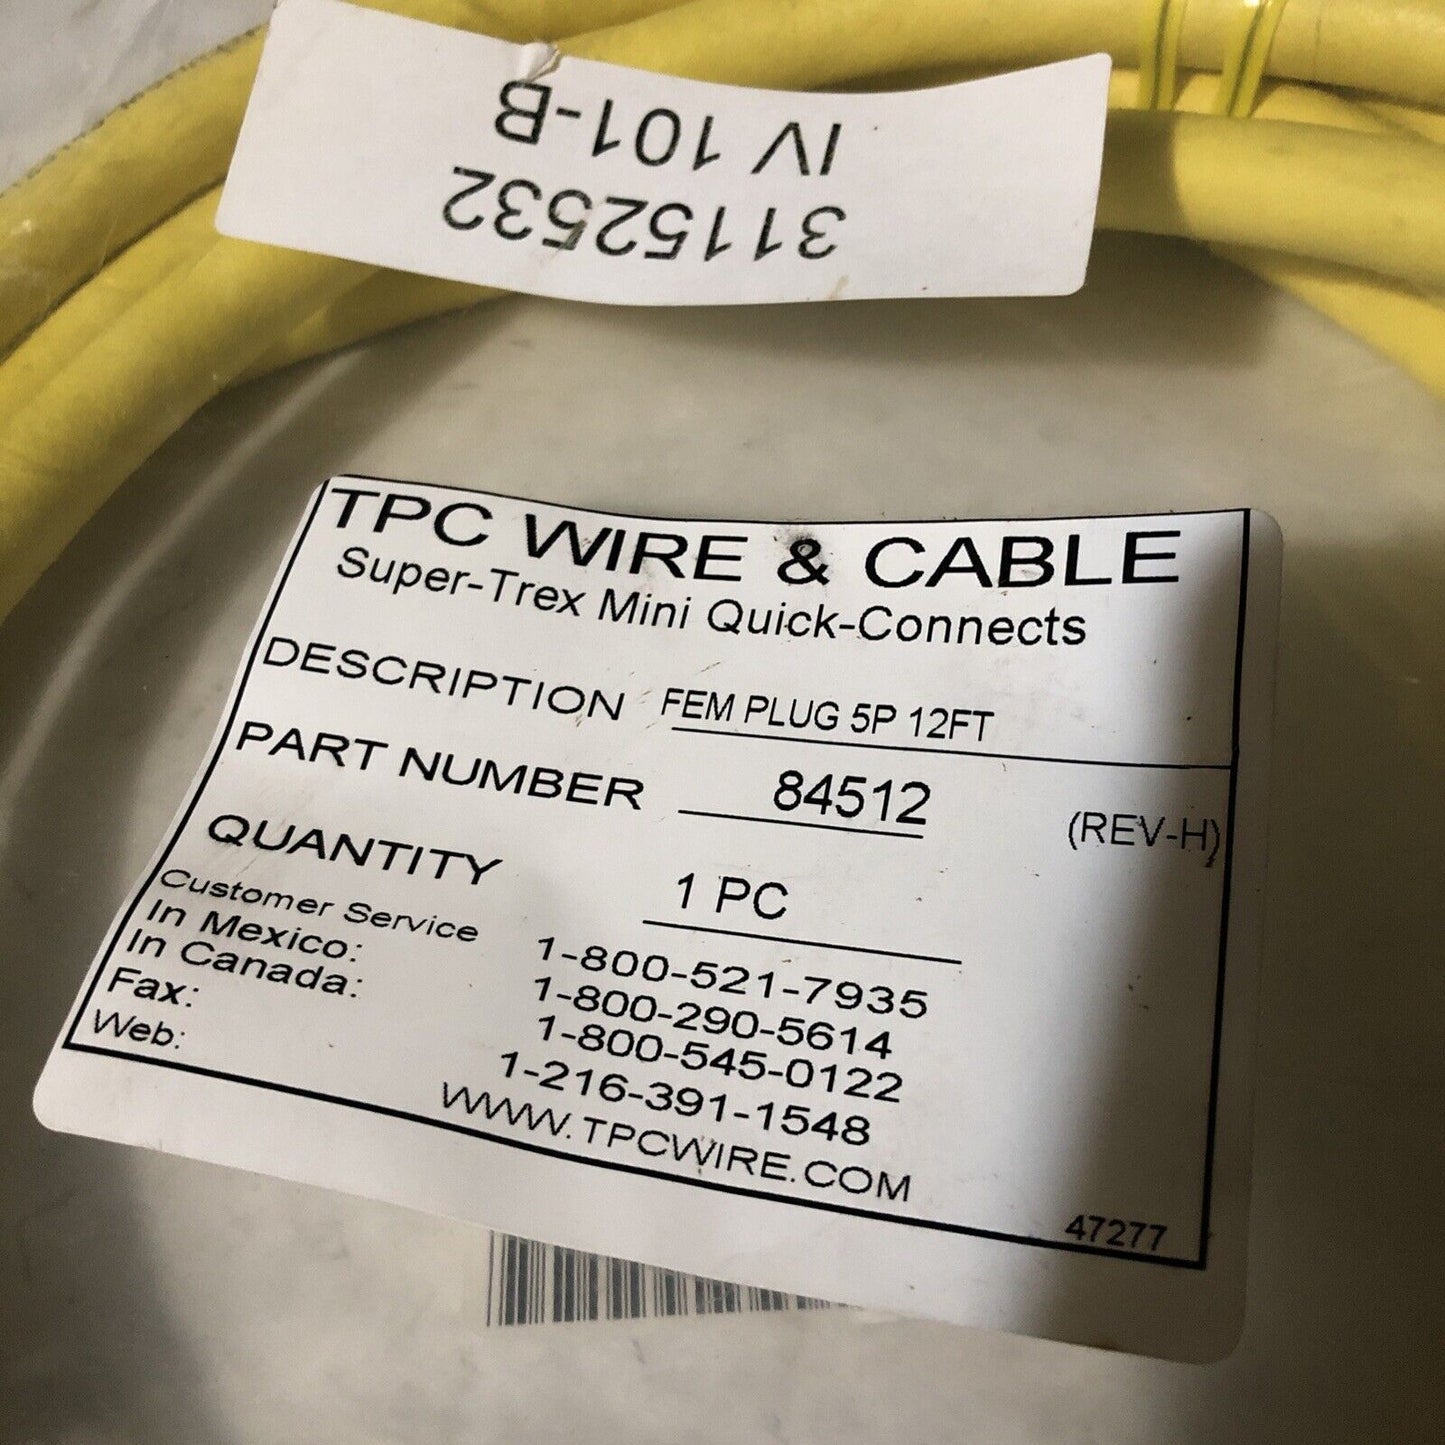 31152532
IV 101-B
TPC WIRE & CABLE
Super-Trex Mini Quick-Connects
DESCRIPTION FEM PLUG 5P 12FT
PART NUMBER 84512 (REV-H)
QUANTITY 1 PC
Customer Service 1-800-521-7935
In Mexico: 1-800-290-5614
In Canada: 1-800-545-0122
Fax: 1-216-391-1548
Web: WWW.TPCWIRE.COM
47277